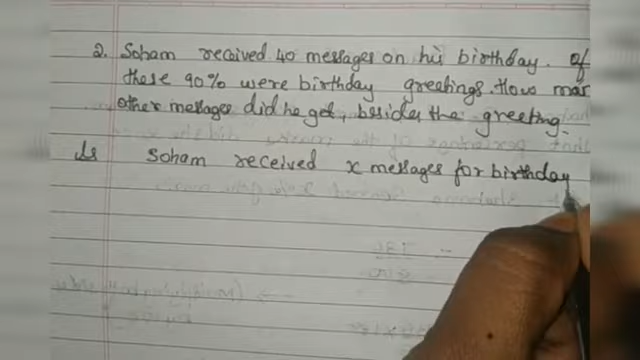 2. Soham received 40 messages on his birthday. Of
these 90% were birthday greetings. How man
other messages did he get, besides the greeting.
soham received x messages for birthday